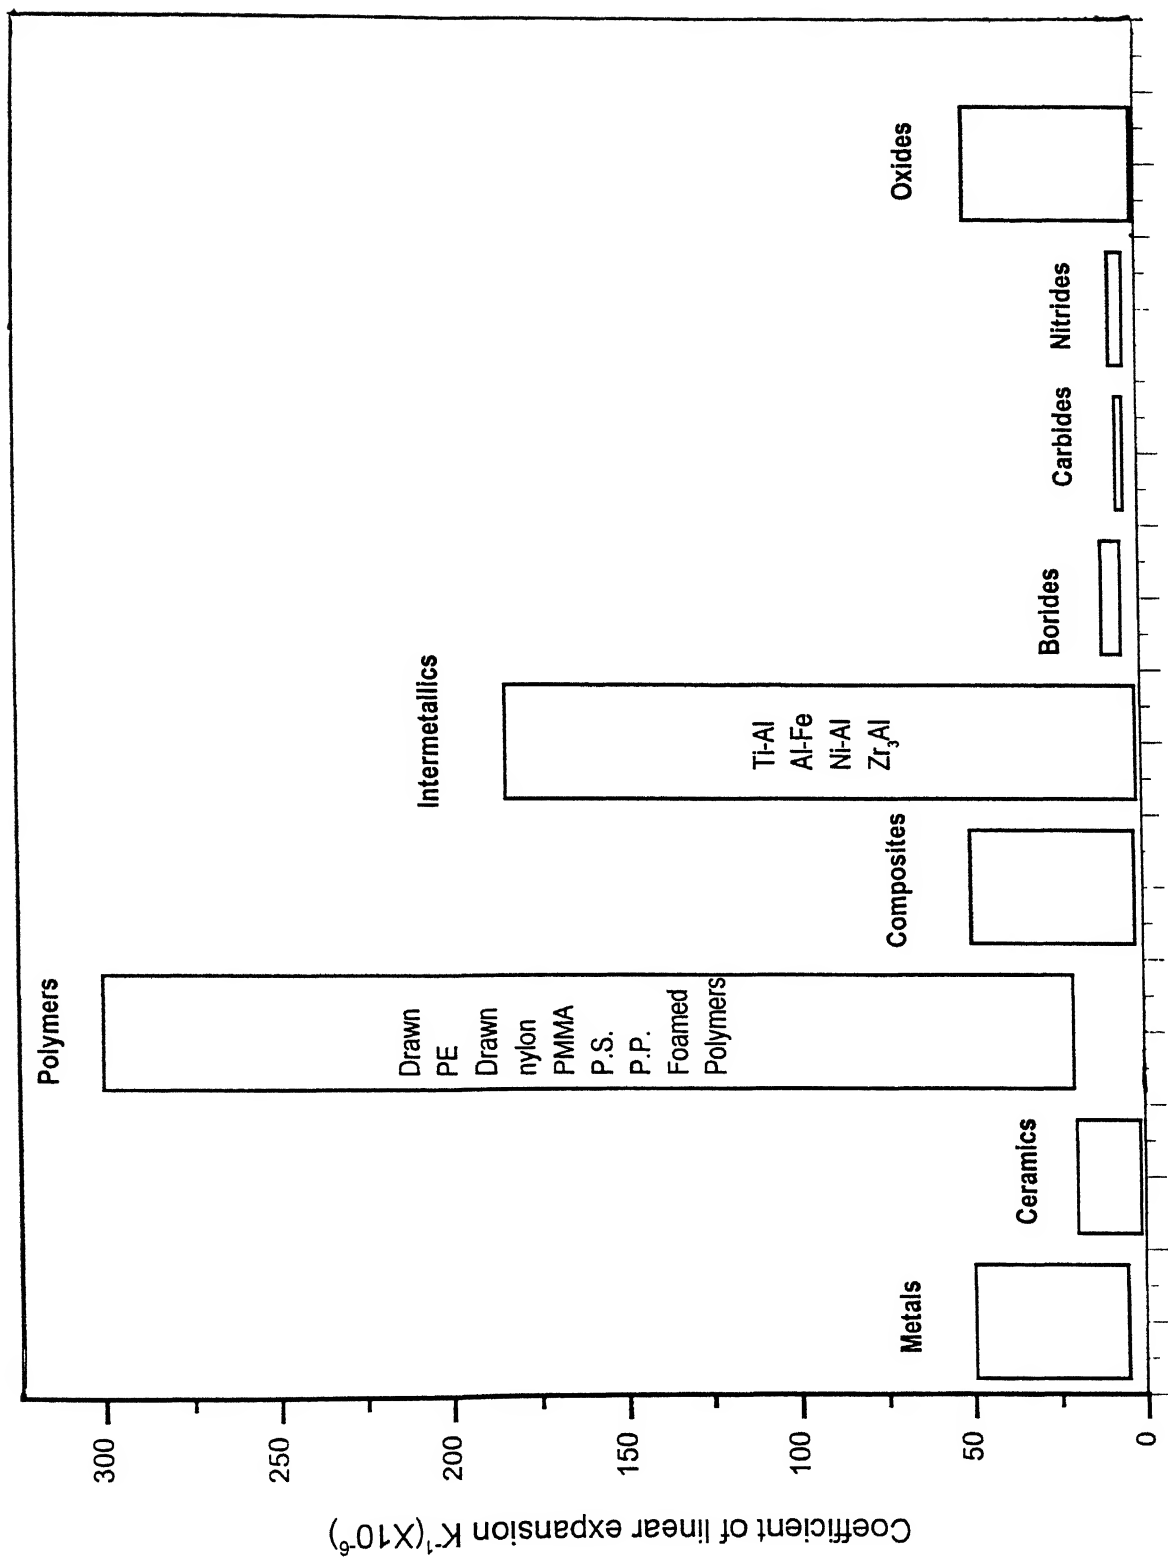 Coefficient of linear expansion K⁻¹(X10⁻⁶)
300
250
200
150
100
50
0
Metals
Ceramics
Polymers
Drawn
PE
Drawn
nylon
PMMA
P.S.
P.P.
Foamed
Polymers
Composites
Intermetallics
Ti-Al
Al-Fe
Ni-Al
Zr₃Al
Borides
Carbides
Nitrides
Oxides